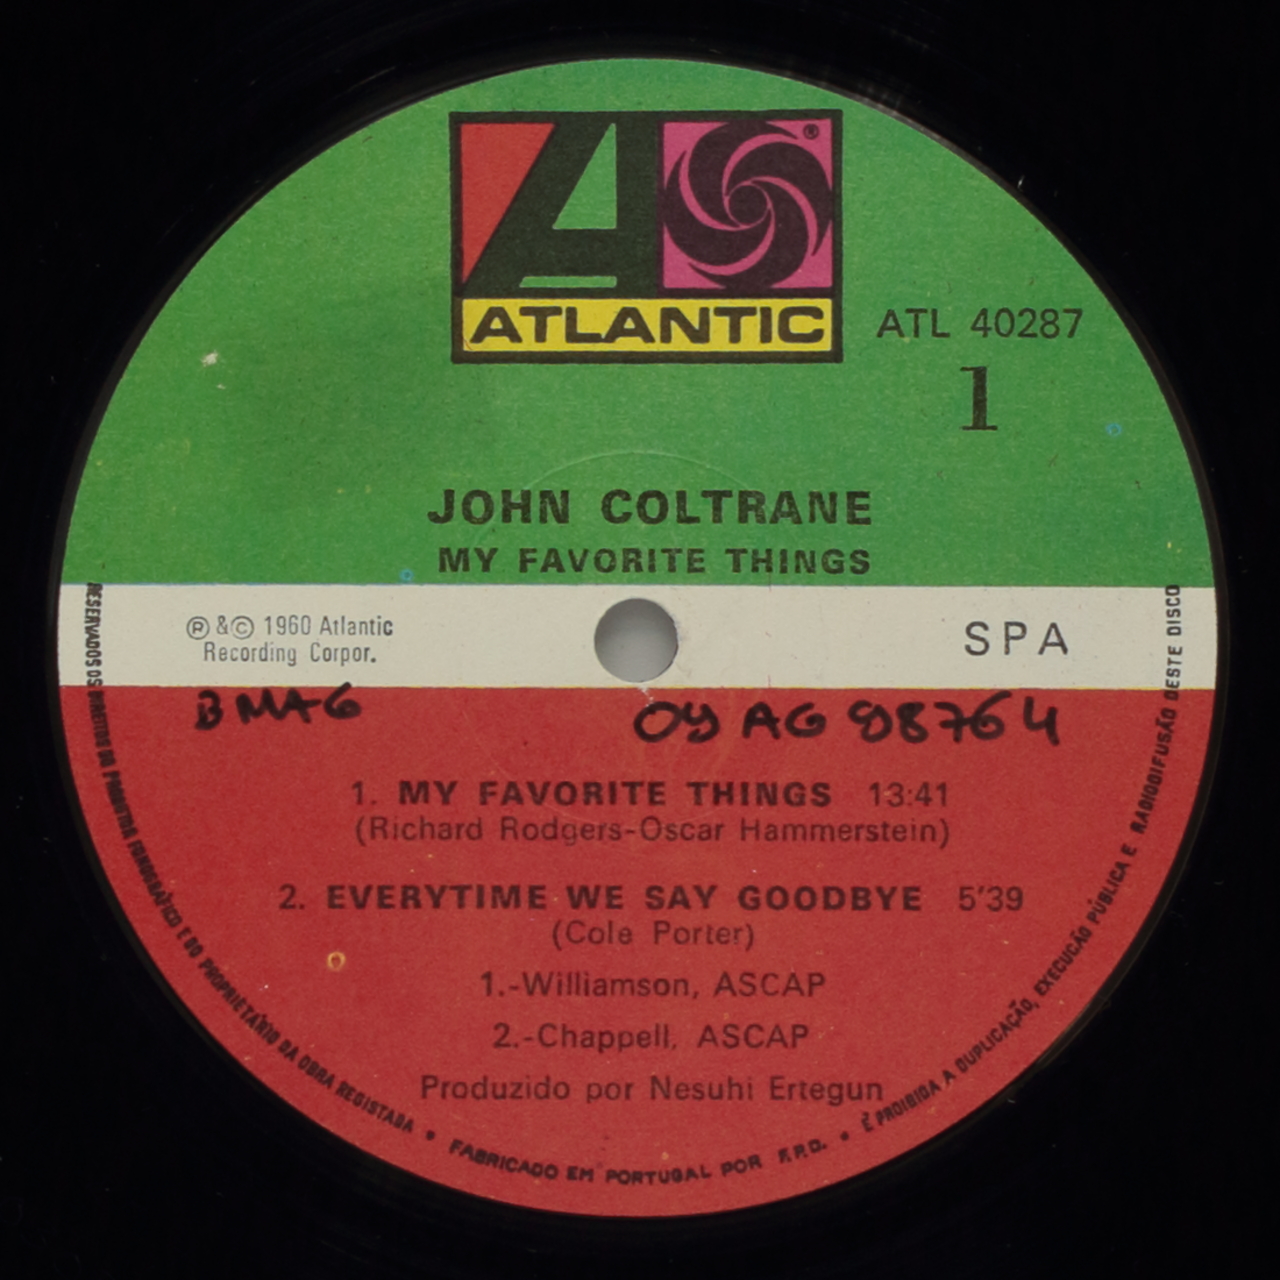 ATLANTIC
ATL 40287
1
JOHN COLTRANE
MY FAVORITE THINGS
℗ &© 1960 Atlantic
Recording Corpor.
SPA
BMAG
09 AG 98764
1. MY FAVORITE THINGS 13:41
(Richard Rodgers-Oscar Hammerstein)
2. EVERYTIME WE SAY GOODBYE 5'39
(Cole Porter)
1.-Williamson, ASCAP
2.-Chappell, ASCAP
Produzido por Nesuhi Ertegun
RESERVADOS OS DIREITOS DO PRODUTOR FONOGRÁFICO E DO PROPRIETÁRIO DA OBRA REGISTADA • FABRICADO EM PORTUGAL POR F.P.D. • É PROIBIDA A DUPLICAÇÃO, EXECUCÃO PÚBLICA E RADIODIFUSÃO DESTE DISCO